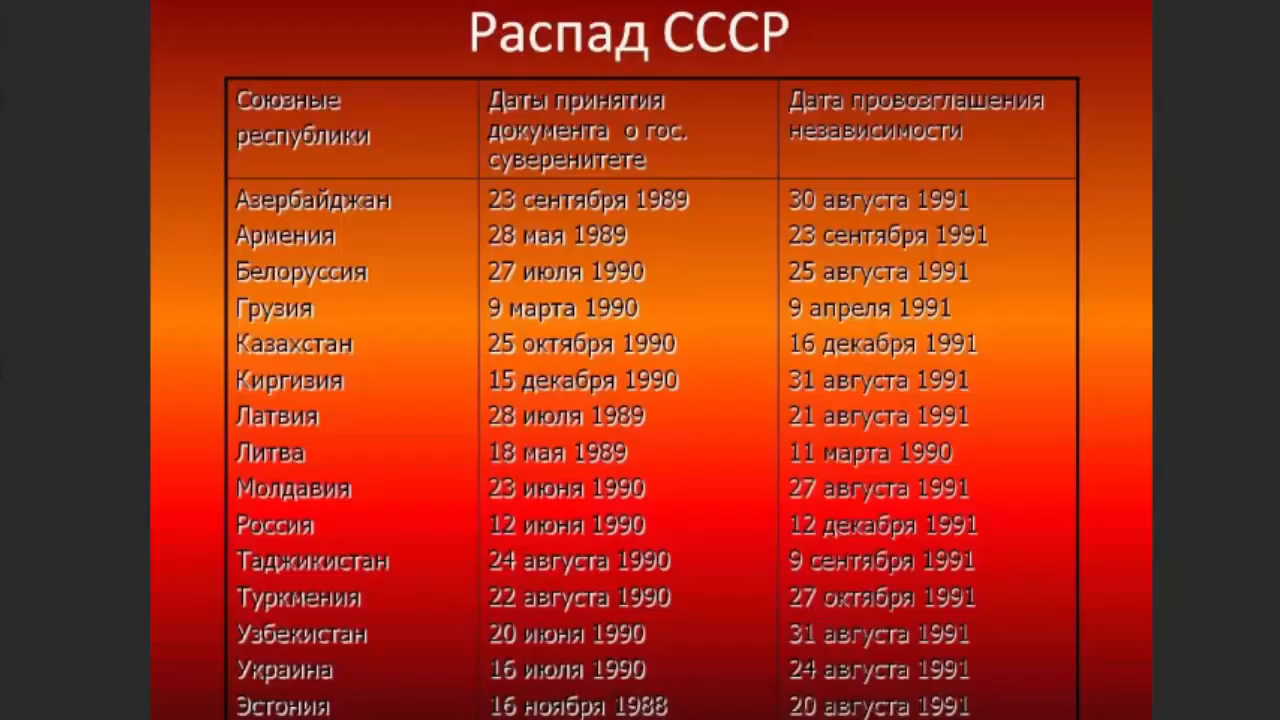 Распад СССР
Союзные республики Даты принятия документа о гос. суверенитете Дата провозглашения независимости
Азербайджан 23 сентября 1989 30 августа 1991
Армения 28 мая 1989 23 сентября 1991
Белоруссия 27 июля 1990 25 августа 1991
Грузия 9 марта 1990 9 апреля 1991
Казахстан 25 октября 1990 16 декабря 1991
Киргизия 15 декабря 1990 31 августа 1991
Латвия 28 июля 1989 21 августа 1991
Литва 18 мая 1989 11 марта 1990
Молдавия 23 июня 1990 27 августа 1991
Россия 12 июня 1990 12 декабря 1991
Таджикистан 24 августа 1990 9 сентября 1991
Туркмения 22 августа 1990 27 октября 1991
Узбекистан 20 июня 1990 31 августа 1991
Украина 16 июля 1990 24 августа 1991
Эстония 16 ноября 1988 20 августа 1991